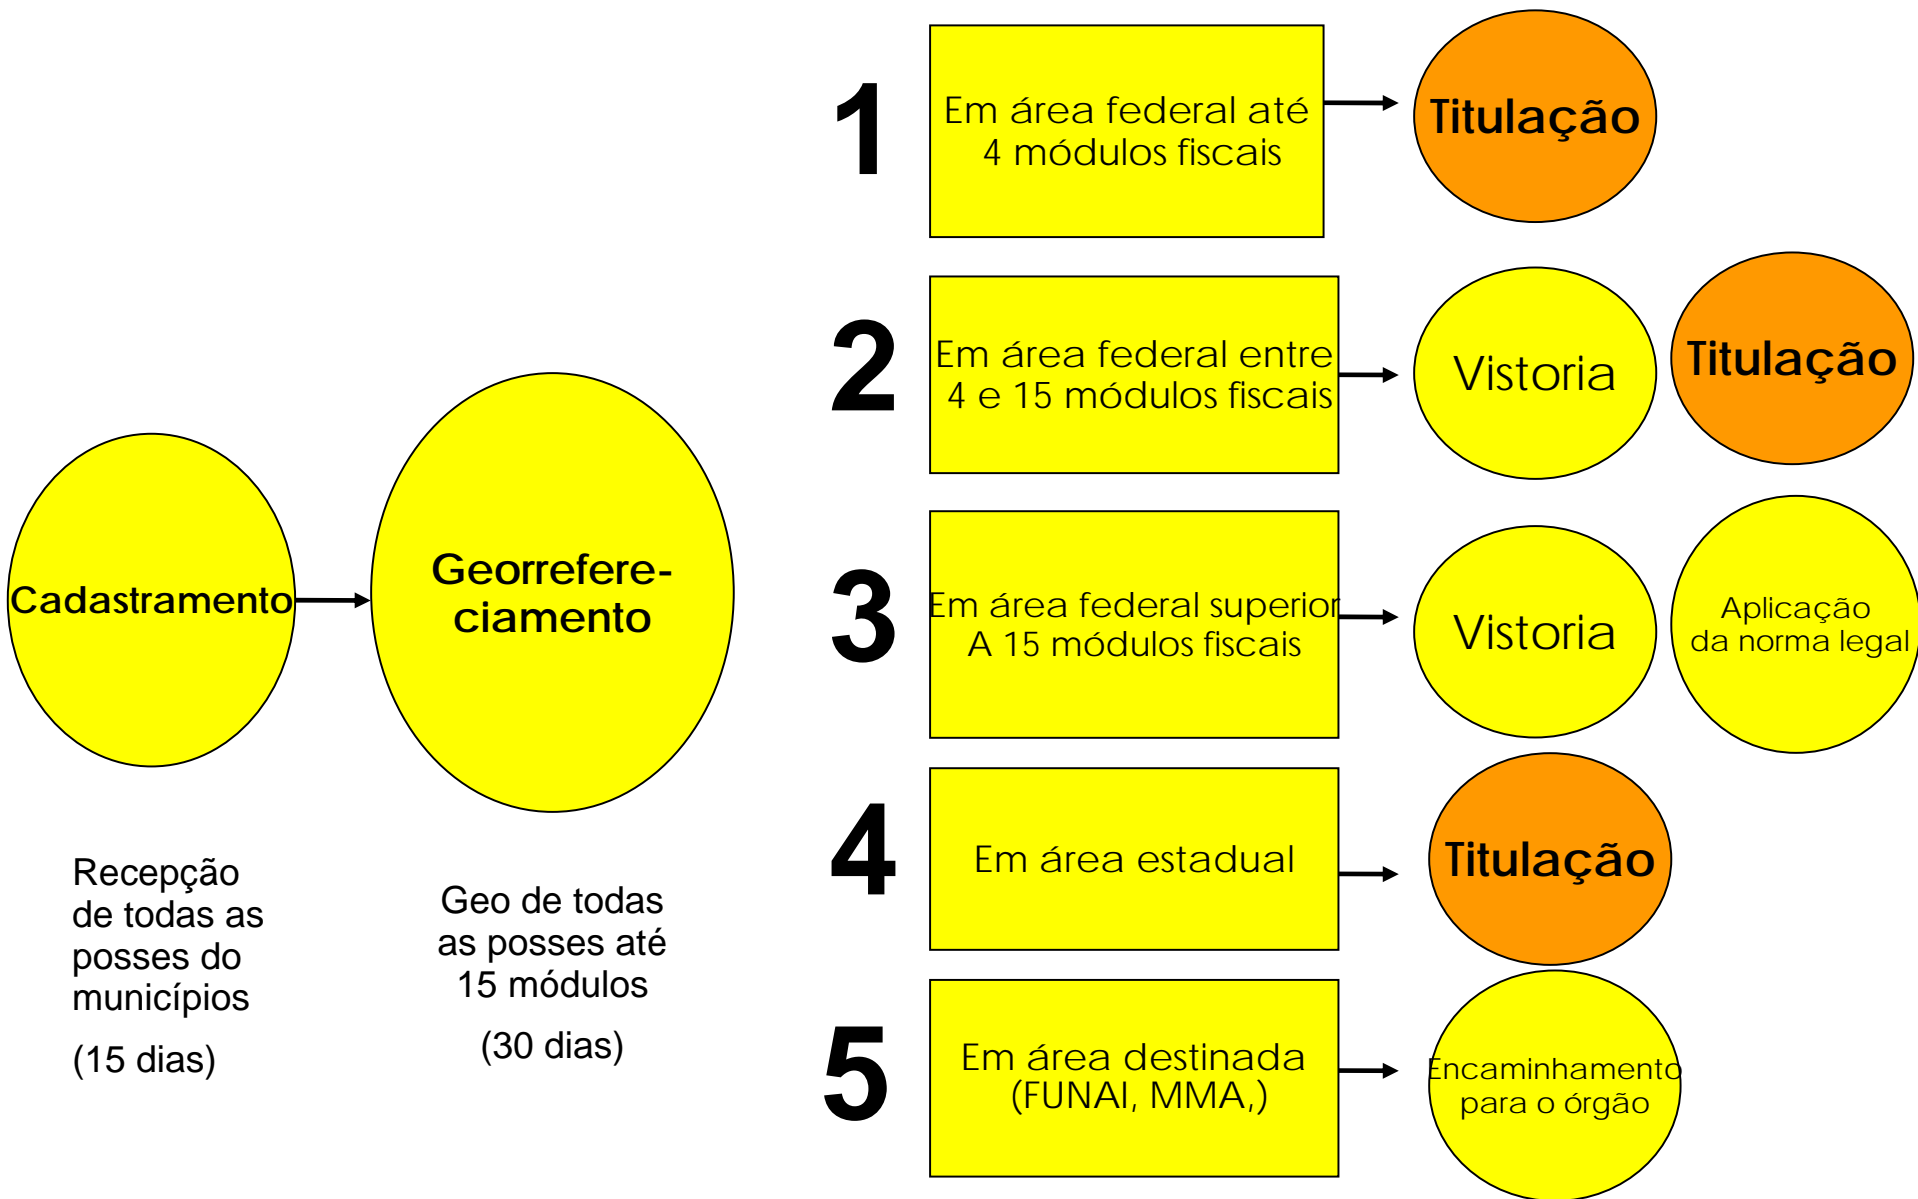 Cadastramento
Recepção
de todas as
posses do
municípios
(15 dias)
Georrefere-
ciamento
Geo de todas
as posses até
15 módulos
(30 dias)
1
Em área federal até
4 módulos fiscais
Titulação
2
Em área federal entre
4 e 15 módulos fiscais
Vistoria
Titulação
3
Em área federal superior
A 15 módulos fiscais
Vistoria
Aplicação
da norma legal
4
Em área estadual
Titulação
5
Em área destinada
(FUNAI, MMA,)
Encaminhamento
para o órgão